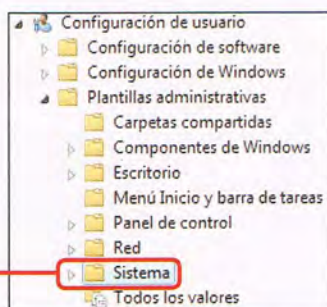 Configuración de usuario
Configuración de software
Configuración de Windows
Plantillas administrativas
Carpetas compartidas
Componentes de Windows
Escritorio
Menú Inicio y barra de tareas
Panel de control
Red
Sistema
Todos los valores